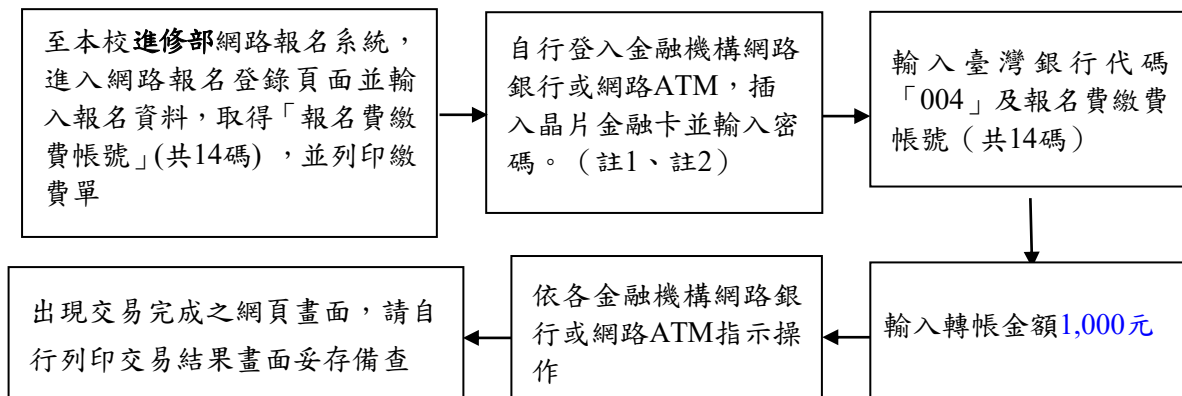 至本校進修部網路報名系統，
進入網路報名登錄頁面並輸
入報名資料，取得「報名費繳
費帳號」(共14碼) ，並列印繳
費單
自行登入金融機構網路
銀行或網路ATM，插
入晶片金融卡並輸入密
碼。（註1、註2）
輸入臺灣銀行代碼
「004」及報名費繳費
帳號（共14碼）
輸入轉帳金額1,000元
依各金融機構網路銀
行或網路ATM指示操
作
出現交易完成之網頁畫面，請自
行列印交易結果畫面妥存備查